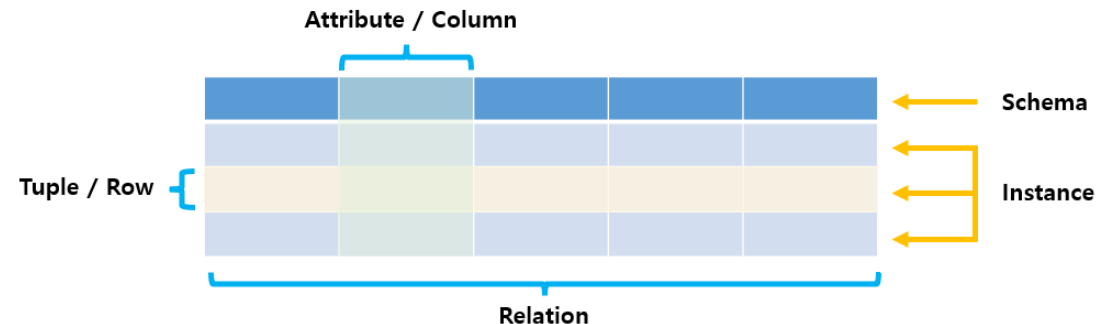 Attribute / Column
Schema
Tuple / Row
Instance
Relation